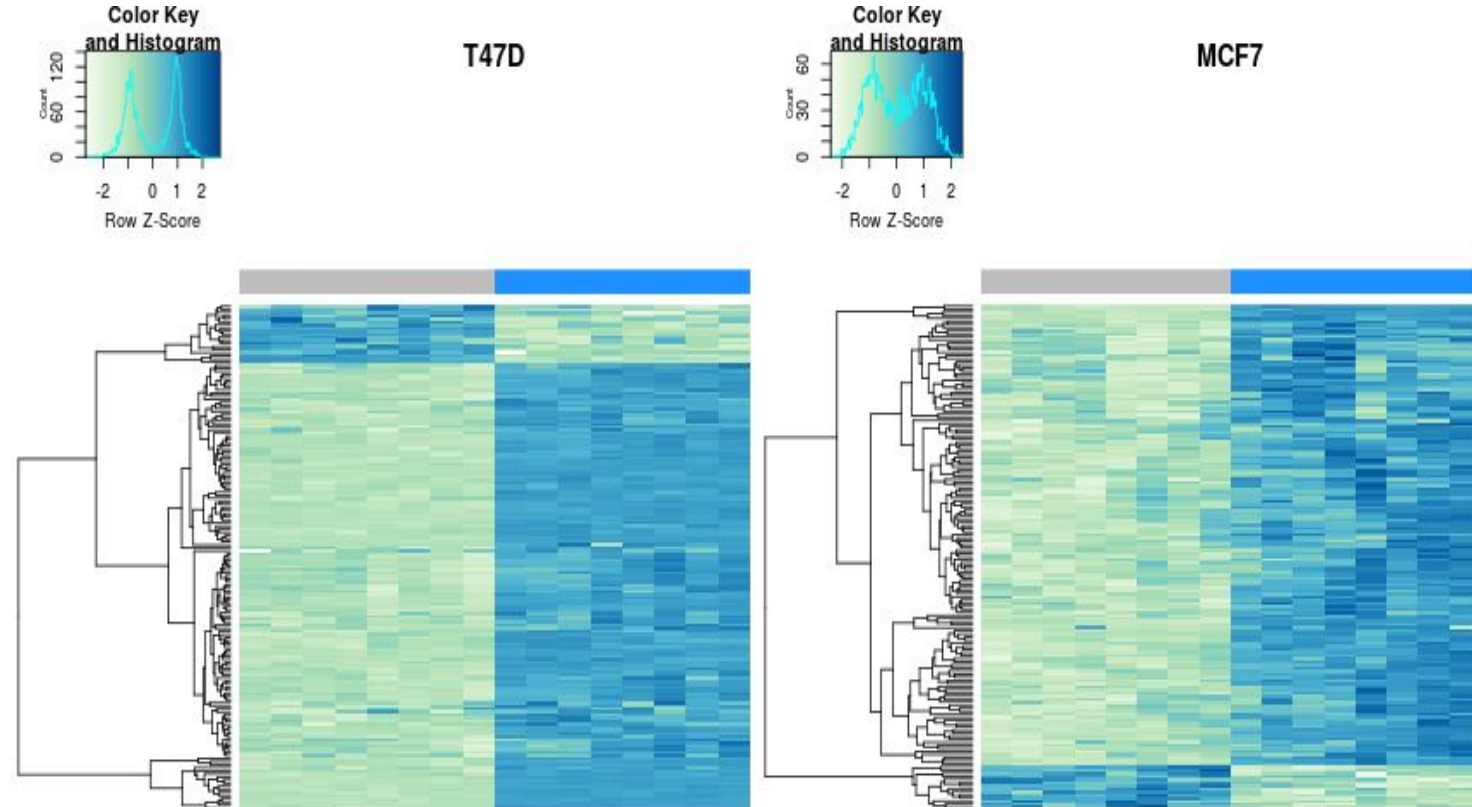 Color Key
and Histogram
T47D
Count
0 60 120
-2 0 1 2
Row Z-Score
Color Key
and Histogram
MCF7
Count
0 30 60
-2 0 1 2
Row Z-Score